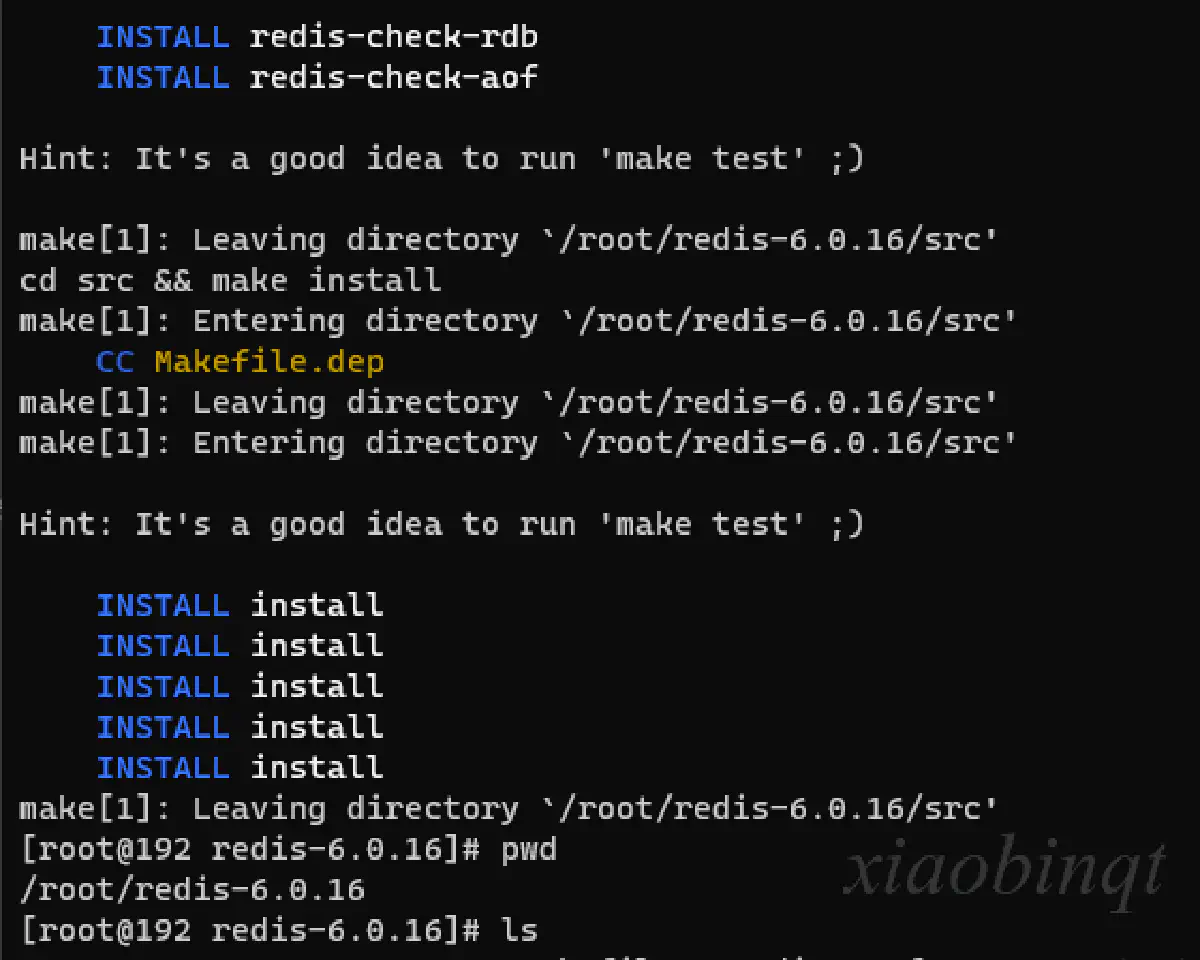 INSTALL redis-check-rdb
INSTALL redis-check-aof
Hint: It's a good idea to run 'make test' ;)
make[1]: Leaving directory `/root/redis-6.0.16/src'
cd src && make install
make[1]: Entering directory `/root/redis-6.0.16/src'
CC Makefile.dep
make[1]: Leaving directory `/root/redis-6.0.16/src'
make[1]: Entering directory `/root/redis-6.0.16/src'
Hint: It's a good idea to run 'make test' ;)
INSTALL install
INSTALL install
INSTALL install
INSTALL install
INSTALL install
make[1]: Leaving directory `/root/redis-6.0.16/src'
[root@192 redis-6.0.16]# pwd
/root/redis-6.0.16
[root@192 redis-6.0.16]# ls
xiaobinqt